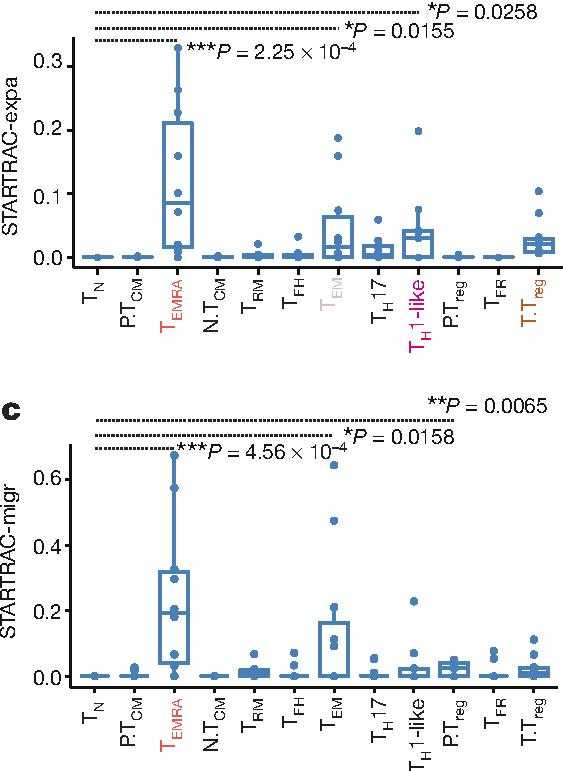 *P = 0.0258
*P = 0.0155
***P = 2.25 × 10–4
STARTRAC-expa
0.3
0.2
0.1
0.0
TN
P.TCM
TEMRA
N.TCM
TRM
TFH
TEM
TH17
TH1-like
P.Treg
TFR
T.Treg
c
**P = 0.0065
*P = 0.0158
***P = 4.56 × 10–4
STARTRAC-migr
0.6
0.4
0.2
0.0
TN
P.TCM
TEMRA
N.TCM
TRM
TFH
TEM
TH17
TH1-like
P.Treg
TFR
T.Treg